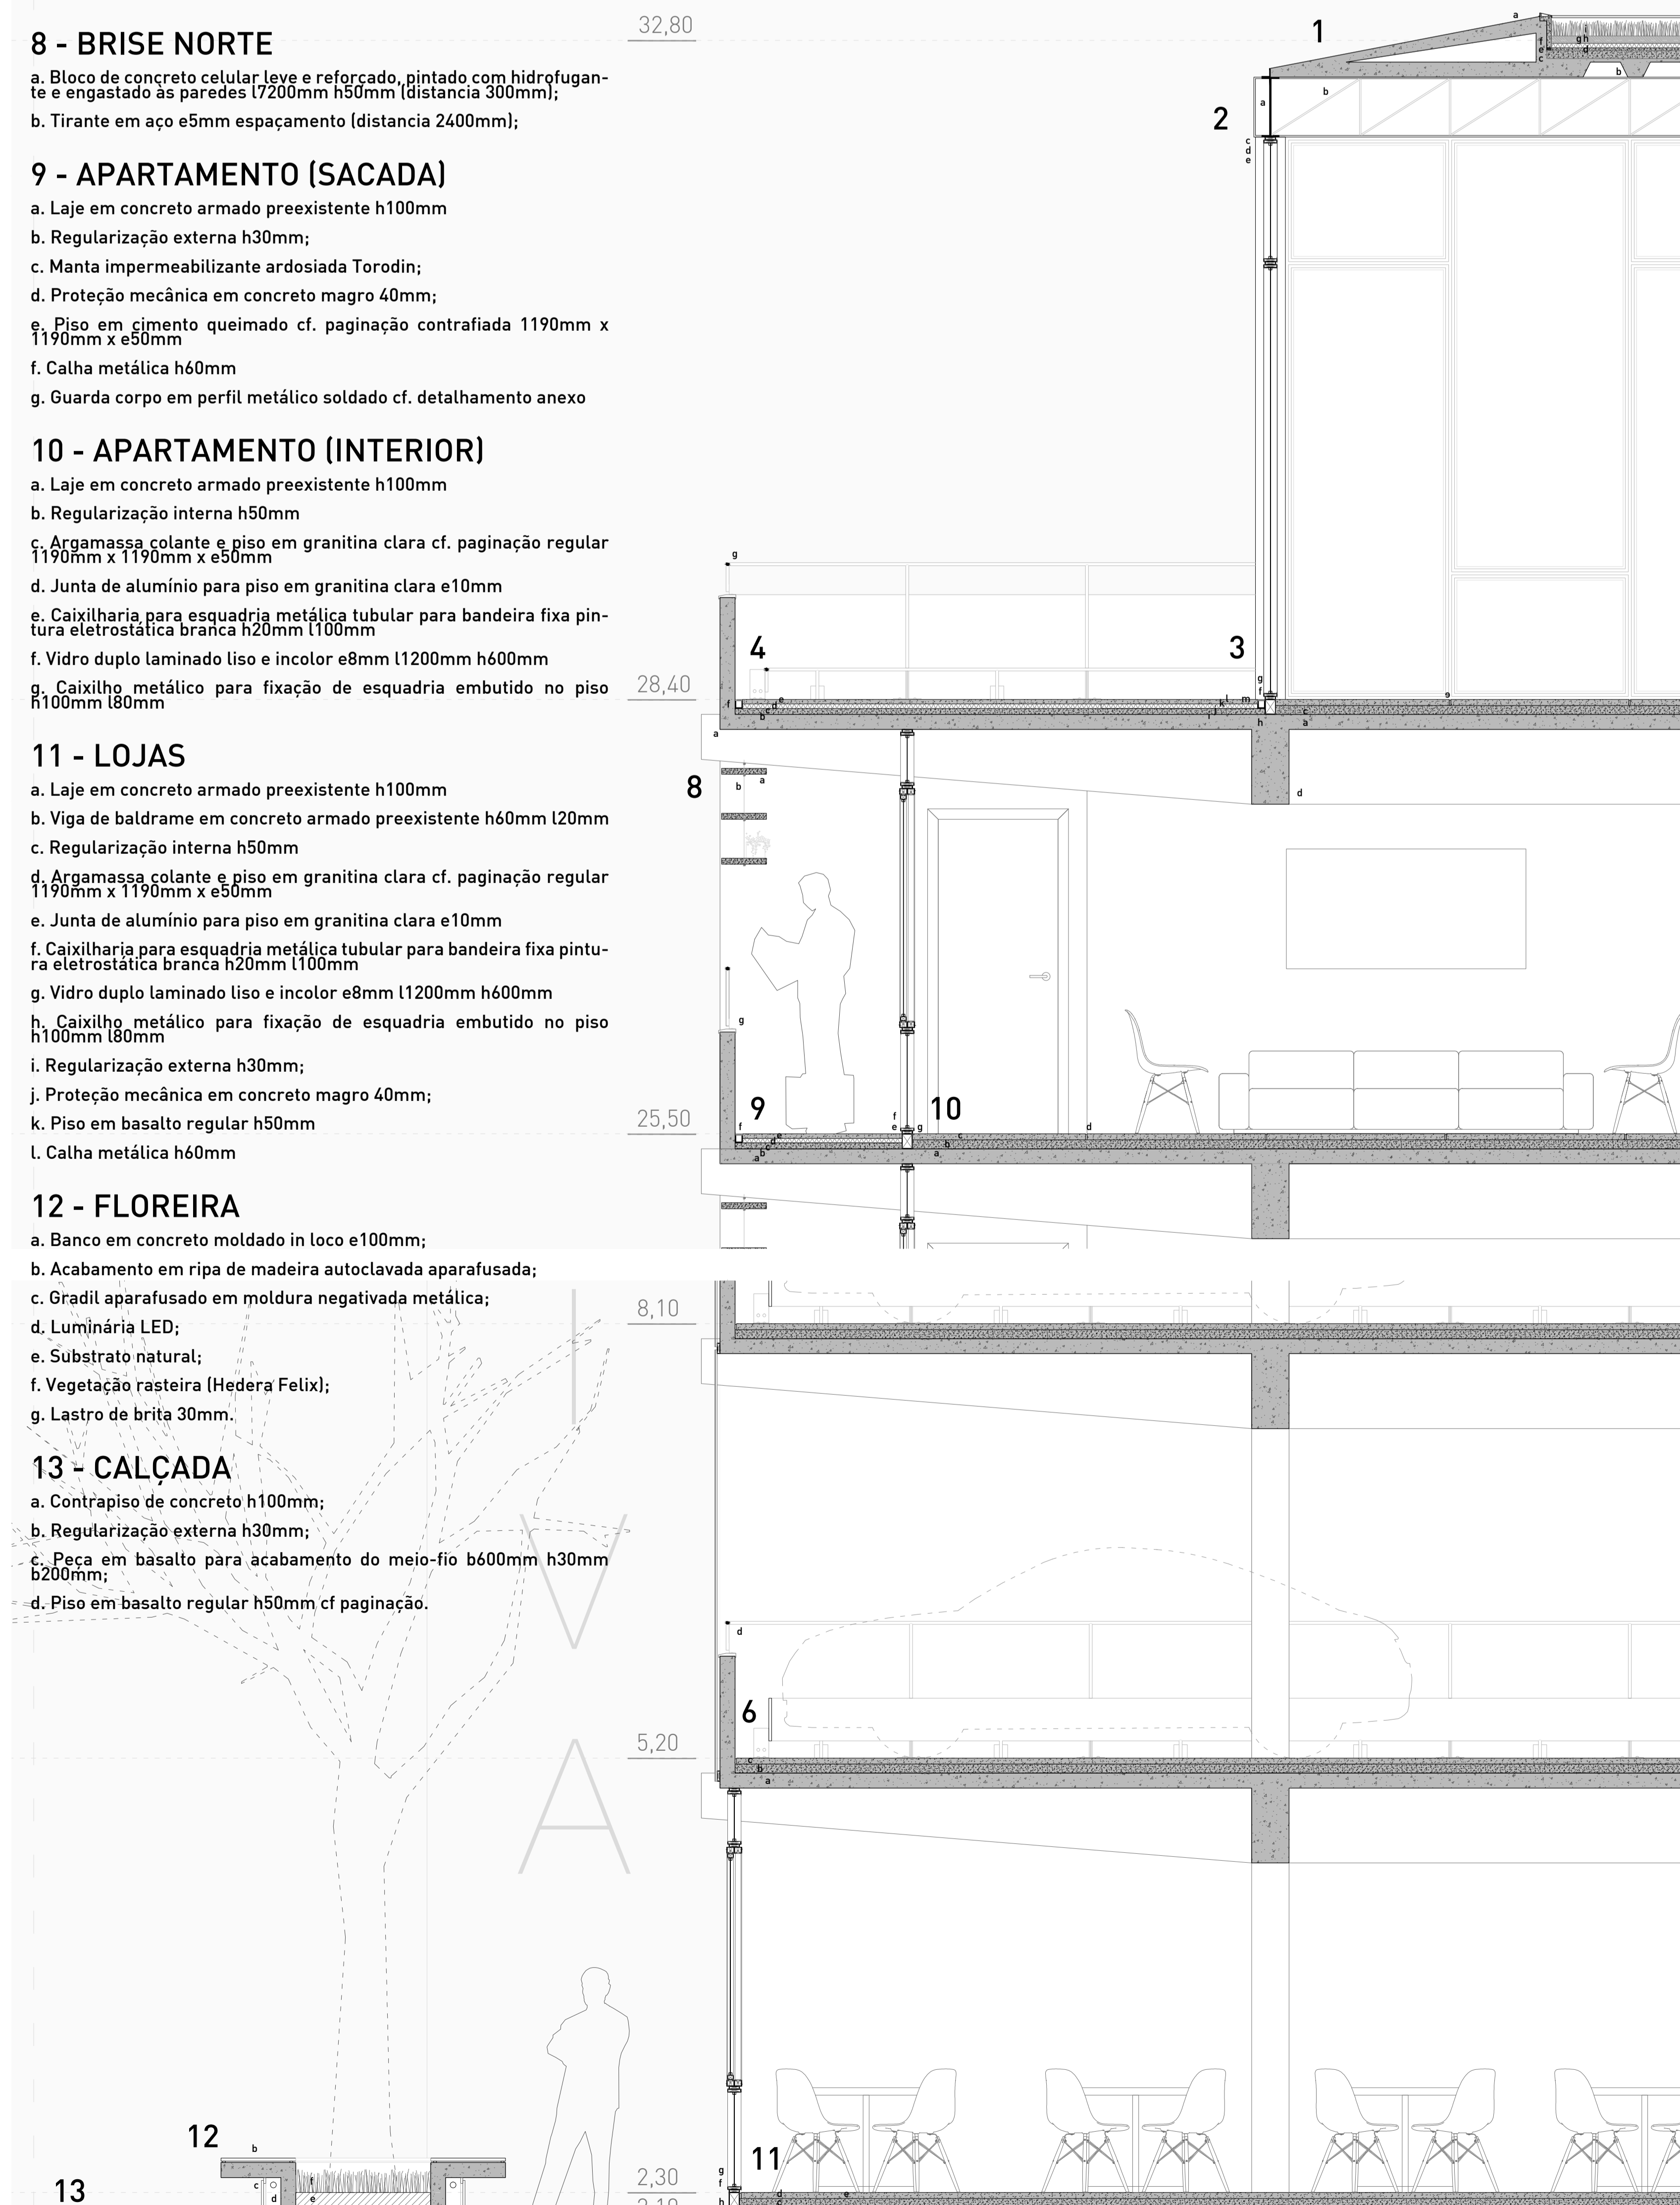 8 - BRISE NORTE
a. Bloco de concreto celular leve e reforçado, pintado com hidrofugan-
te e engastado às paredes l7200mm h50mm (distancia 300mm);
b. Tirante em aço e5mm espaçamento (distancia 2400mm);
9 - APARTAMENTO (SACADA)
a. Laje em concreto armado preexistente h100mm
b. Regularização externa h30mm;
c. Manta impermeabilizante ardosiada Torodin;
d. Proteção mecânica em concreto magro 40mm;
e. Piso em cimento queimado cf. paginação contrafiada 1190mm x
1190mm x e50mm
f. Calha metálica h60mm
g. Guarda corpo em perfil metálico soldado cf. detalhamento anexo
10 - APARTAMENTO (INTERIOR)
a. Laje em concreto armado preexistente h100mm
b. Regularização interna h50mm
c. Argamassa colante e piso em granitina clara cf. paginação regular
1190mm x 1190mm x e50mm
d. Junta de alumínio para piso em granitina clara e10mm
e. Caixilharia para esquadria metálica tubular para bandeira fixa pin-
tura eletrostática branca h20mm l100mm
f. Vidro duplo laminado liso e incolor e8mm l1200mm h600mm
g. Caixilho metálico para fixação de esquadria embutido no piso
h100mm l80mm
11 - LOJAS
a. Laje em concreto armado preexistente h100mm
b. Viga de baldrame em concreto armado preexistente h60mm l20mm
c. Regularização interna h50mm
d. Argamassa colante e piso em granitina clara cf. paginação regular
1190mm x 1190mm x e50mm
e. Junta de alumínio para piso em granitina clara e10mm
f. Caixilharia para esquadria metálica tubular para bandeira fixa pintu-
ra eletrostática branca h20mm l100mm
g. Vidro duplo laminado liso e incolor e8mm l1200mm h600mm
h. Caixilho metálico para fixação de esquadria embutido no piso
h100mm l80mm
i. Regularização externa h30mm;
j. Proteção mecânica em concreto magro 40mm;
k. Piso em basalto regular h50mm
l. Calha metálica h60mm
12 - FLOREIRA
a. Banco em concreto moldado in loco e100mm;
b. Acabamento em ripa de madeira autoclavada aparafusada;
c. Gradil aparafusado em moldura negativada metálica;
d. Luminária LED;
e. Substrato natural;
f. Vegetação rasteira (Hedera Felix);
g. Lastro de brita 30mm.
13 - CALÇADA
a. Contrapiso de concreto h100mm;
b. Regularização externa h30mm;
c. Peça em basalto para acabamento do meio-fio b600mm h30mm
b200mm;
d. Piso em basalto regular h50mm cf paginação.
32,80
28,40
25,50
8,10
5,20
2,30
1
a
f
e
c
g h
i
d
b
2
a
b
c
d
e
g
4
3
g
f
f
b
c
d
e
i
j
k
l
m
h
a
c
e
a
8
a
b
d
g
9
10
f
f
e
g
a
b
c
d
e
a
b
c
d
I
V
A
d
6
c
b
a
12
b
c
d
e
f
13
11
g
f
h
d
e